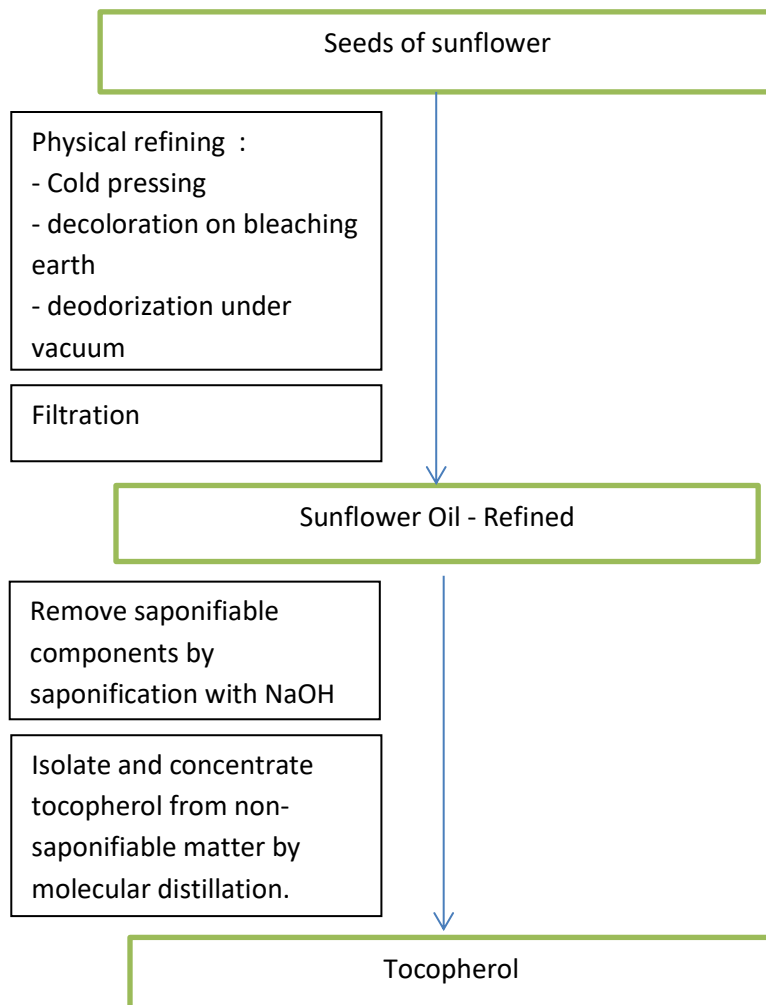 Seeds of sunflower
Physical refining  :
- Cold pressing
- decoloration on bleaching
earth
- deodorization under
vacuum
Filtration
Sunflower Oil - Refined
Remove saponifiable
components by
saponification with NaOH
Isolate and concentrate
tocopherol from non-
saponifiable matter by
molecular distillation.
Tocopherol